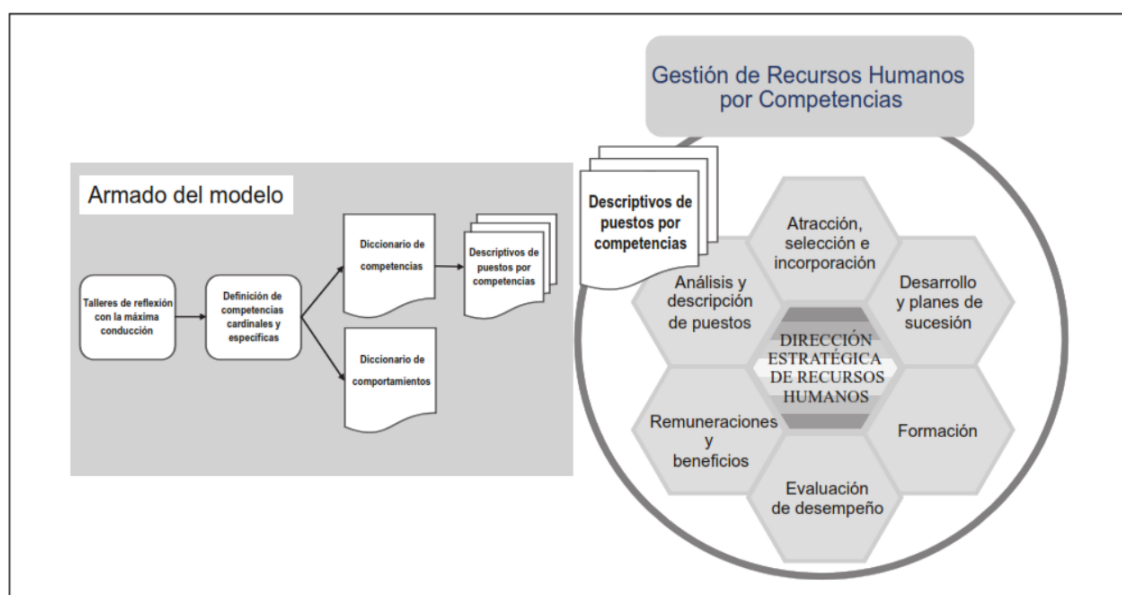 Gestión de Recursos Humanos
por Competencias
Armado del modelo
Talleres de reflexión
con la máxima
conducción
Definición de
competencias
cardinales y
específicas
Diccionario de
competencias
Descriptivos de
puestos por
competencias
Diccionario de
comportamientos
Descriptivos de
puestos por
competencias
Análisis y
descripción
de puestos
Atracción,
selección e
incorporación
Desarrollo
y planes de
sucesión
DIRECCIÓN
ESTRATÉGICA
DE RECURSOS
HUMANOS
Remuneraciones
y
beneficios
Formación
Evaluación
de desempeño